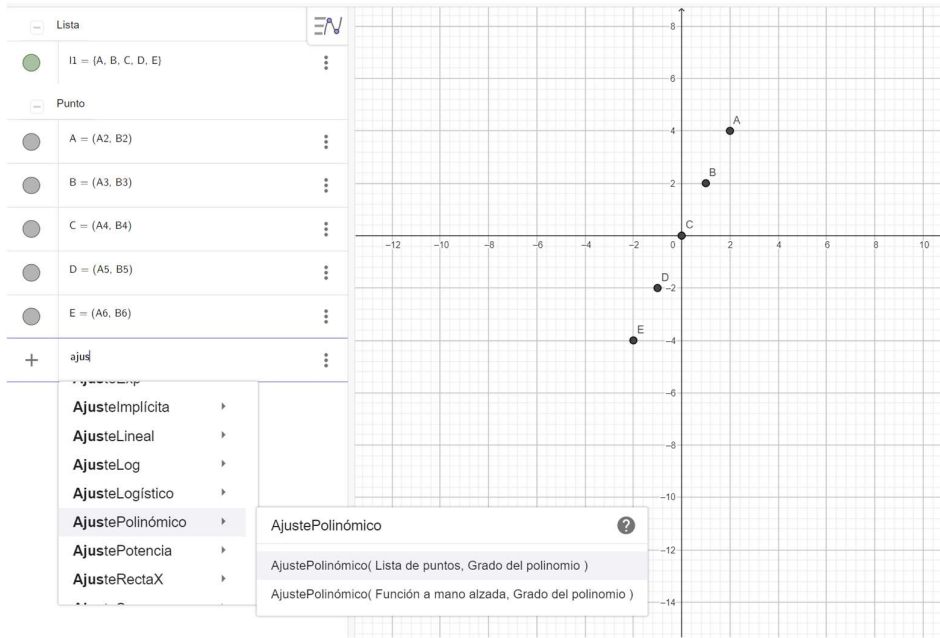 Lista
l1 = {A, B, C, D, E}
Punto
A = (A2, B2)
B = (A3, B3)
C = (A4, B4)
D = (A5, B5)
E = (A6, B6)
ajus
AjusteImplícita
AjusteLineal
AjusteLog
AjusteLogístico
AjustePolinómico
AjustePotencia
AjusteRectaX
AjustePolinómico
AjustePolinómico( Lista de puntos, Grado del polinomio )
AjustePolinómico( Función a mano alzada, Grado del polinomio )
8
6
A
4
B
2
C
−12 −10 −8 −6 −4 −2 0 2 4 6 8 10
D
−2
E
−4
−6
−8
−10
−12
−14